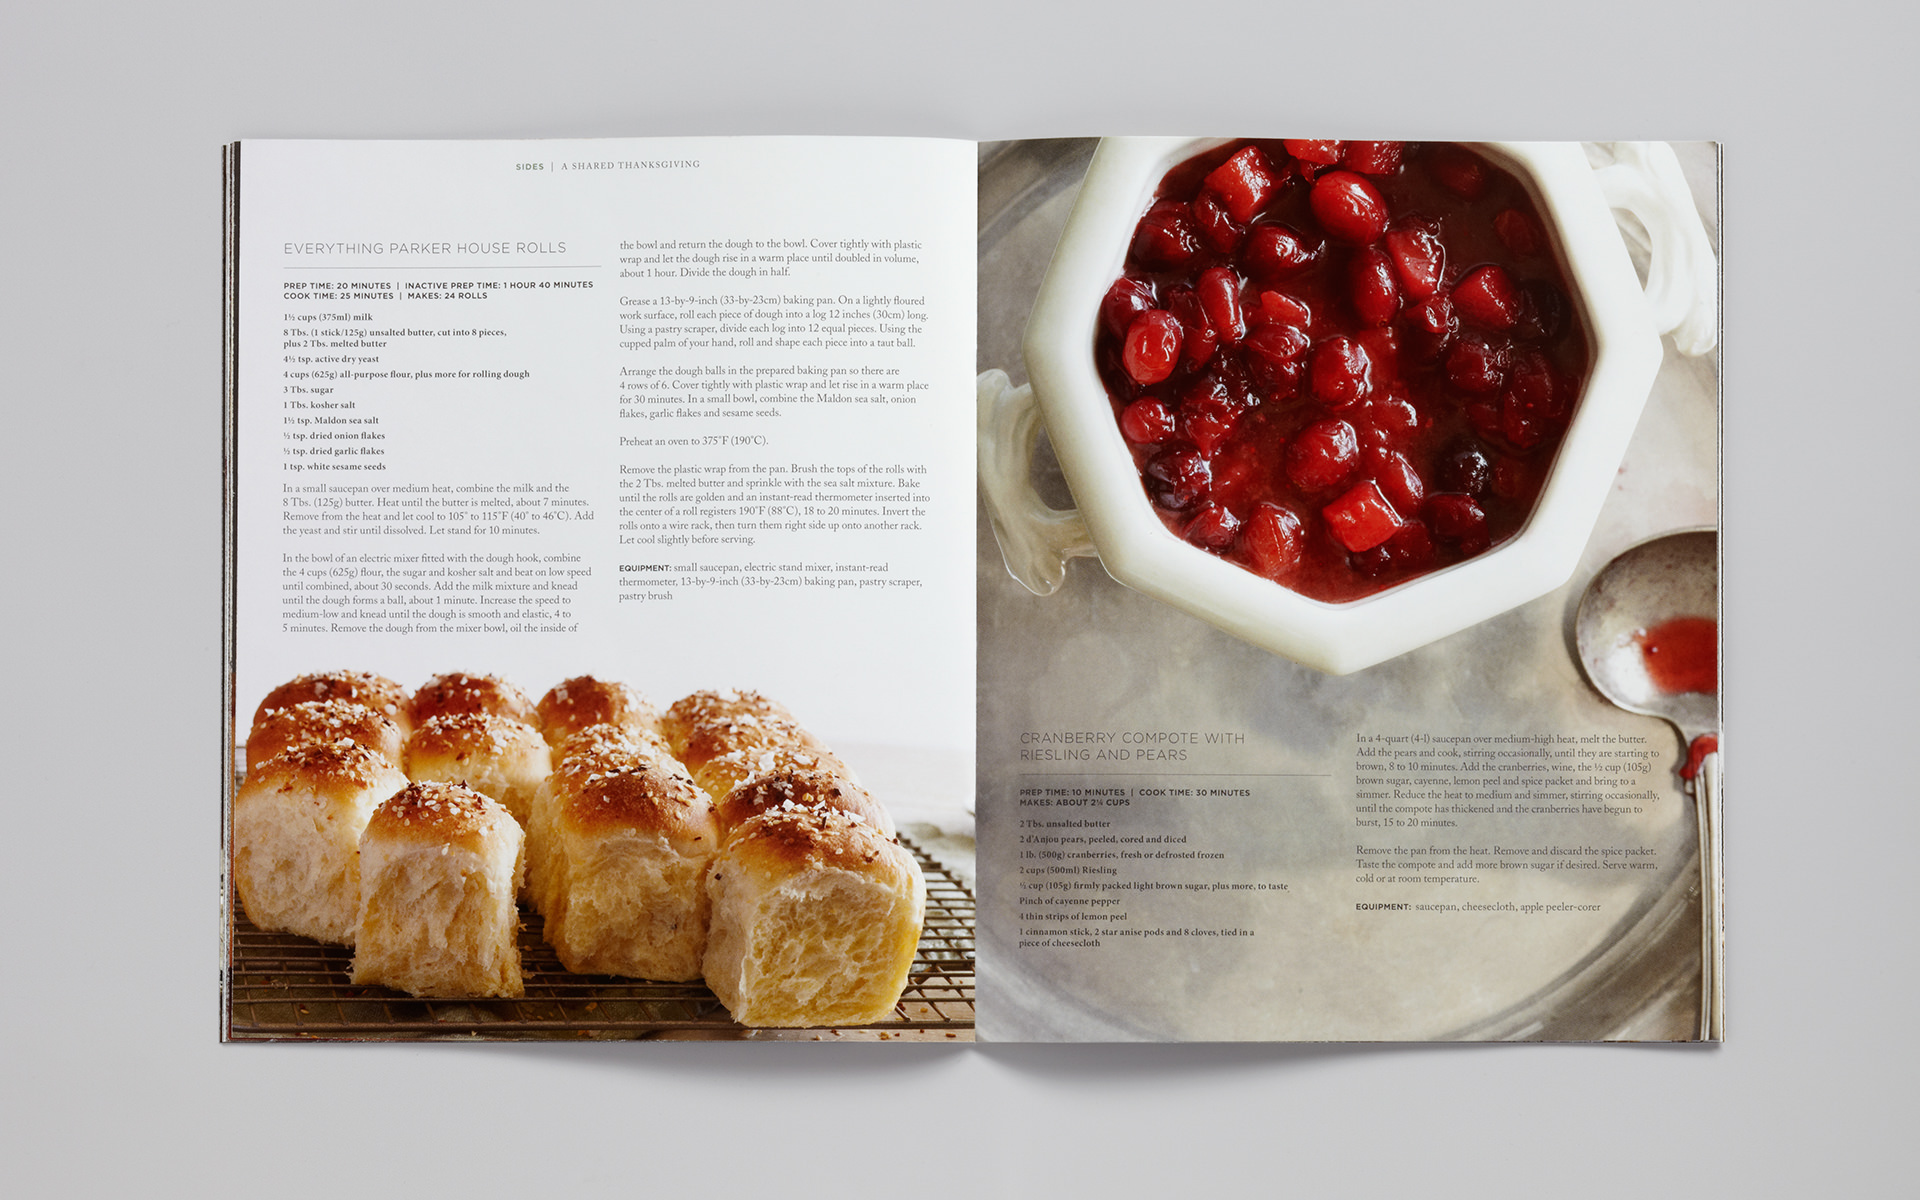 SIDES | A SHARED THANKSGIVING
EVERYTHING PARKER HOUSE ROLLS
PREP TIME: 20 MINUTES | INACTIVE PREP TIME: 1 HOUR 40 MINUTES
COOK TIME: 25 MINUTES | MAKES: 24 ROLLS
1½ cups (375ml) milk
8 Tbs. (1 stick/125g) unsalted butter, cut into 8 pieces,
plus 2 Tbs. melted butter
4½ tsp. active dry yeast
4 cups (625g) all-purpose flour, plus more for rolling dough
3 Tbs. sugar
1 Tbs. kosher salt
1½ tsp. Maldon sea salt
½ tsp. dried onion flakes
½ tsp. dried garlic flakes
1 tsp. white sesame seeds
In a small saucepan over medium heat, combine the milk and the
8 Tbs. (125g) butter. Heat until the butter is melted, about 7 minutes.
Remove from the heat and let cool to 105° to 115°F (40° to 46°C). Add
the yeast and stir until dissolved. Let stand for 10 minutes.
In the bowl of an electric mixer fitted with the dough hook, combine
the 4 cups (625g) flour, the sugar and kosher salt and beat on low speed
until combined, about 30 seconds. Add the milk mixture and knead
until the dough forms a ball, about 1 minute. Increase the speed to
medium-low and knead until the dough is smooth and elastic, 4 to
5 minutes. Remove the dough from the mixer bowl, oil the inside of
the bowl and return the dough to the bowl. Cover tightly with plastic
wrap and let the dough rise in a warm place until doubled in volume,
about 1 hour. Divide the dough in half.
Grease a 13-by-9-inch (33-by-23cm) baking pan. On a lightly floured
work surface, roll each piece of dough into a log 12 inches (30cm) long.
Using a pastry scraper, divide each log into 12 equal pieces. Using the
cupped palm of your hand, roll and shape each piece into a taut ball.
Arrange the dough balls in the prepared baking pan so there are
4 rows of 6. Cover tightly with plastic wrap and let rise in a warm place
for 30 minutes. In a small bowl, combine the Maldon sea salt, onion
flakes, garlic flakes and sesame seeds.
Preheat an oven to 375°F (190°C).
Remove the plastic wrap from the pan. Brush the tops of the rolls with
the 2 Tbs. melted butter and sprinkle with the sea salt mixture. Bake
until the rolls are golden and an instant-read thermometer inserted into
the center of a roll registers 190°F (88°C), 18 to 20 minutes. Invert the
rolls onto a wire rack, then turn them right side up onto another rack.
Let cool slightly before serving.
EQUIPMENT: small saucepan, electric stand mixer, instant-read
thermometer, 13-by-9-inch (33-by-23cm) baking pan, pastry scraper,
pastry brush
CRANBERRY COMPOTE WITH
RIESLING AND PEARS
PREP TIME: 10 MINUTES | COOK TIME: 30 MINUTES
MAKES: ABOUT 2¼ CUPS
2 Tbs. unsalted butter
2 d'Anjou pears, peeled, cored and diced
1 lb. (500g) cranberries, fresh or defrosted frozen
2 cups (500ml) Riesling
½ cup (105g) firmly packed light brown sugar, plus more, to taste
Pinch of cayenne pepper
4 thin strips of lemon peel
1 cinnamon stick, 2 star anise pods and 8 cloves, tied in a
piece of cheesecloth
In a 4-quart (4-l) saucepan over medium-high heat, melt the butter.
Add the pears and cook, stirring occasionally, until they are starting to
brown, 8 to 10 minutes. Add the cranberries, wine, the ½ cup (105g)
brown sugar, cayenne, lemon peel and spice packet and bring to a
simmer. Reduce the heat to medium and simmer, stirring occasionally,
until the compote has thickened and the cranberries have begun to
burst, 15 to 20 minutes.
Remove the pan from the heat. Remove and discard the spice packet.
Taste the compote and add more brown sugar if desired. Serve warm,
cold or at room temperature.
EQUIPMENT: saucepan, cheesecloth, apple peeler-corer